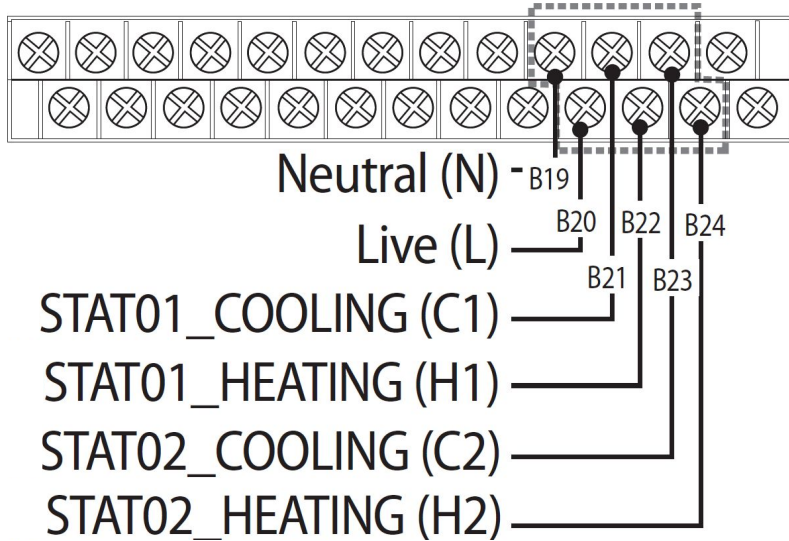 Neutral (N) B19
Live (L) B20 B22 B24
STAT01_COOLING (C1) B21 B23
STAT01_HEATING (H1)
STAT02_COOLING (C2)
STAT02_HEATING (H2)